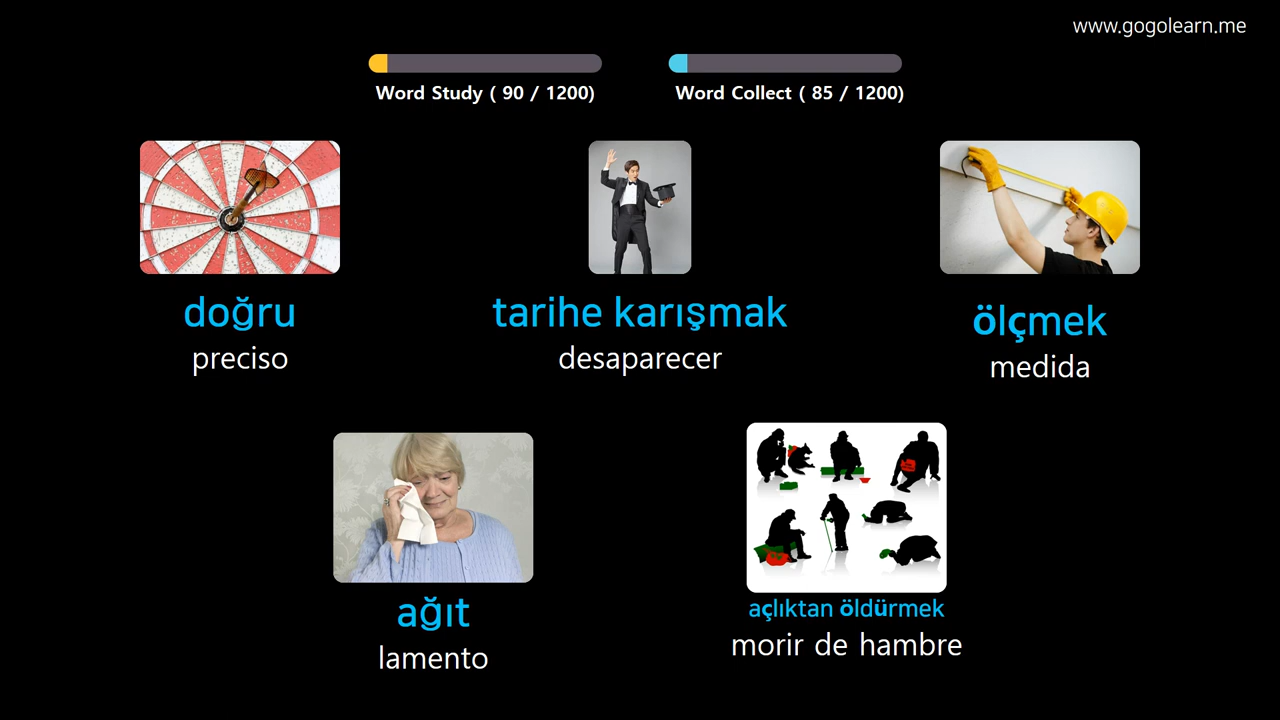 www.gogolearn.me
Word Study ( 90 / 1200)
Word Collect ( 85 / 1200)
doğru
preciso
tarihe karışmak
desaparecer
ölçmek
medida
ağıt
lamento
açlıktan öldürmek
morir de hambre